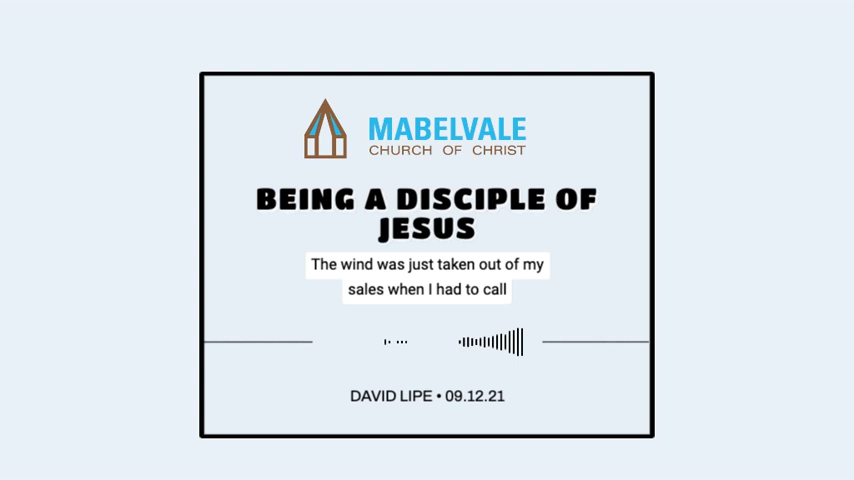 MABELVALE
CHURCH OF CHRIST
BEING A DISCIPLE OF
JESUS
The wind was just taken out of my
sales when I had to call
DAVID LIPE • 09.12.21